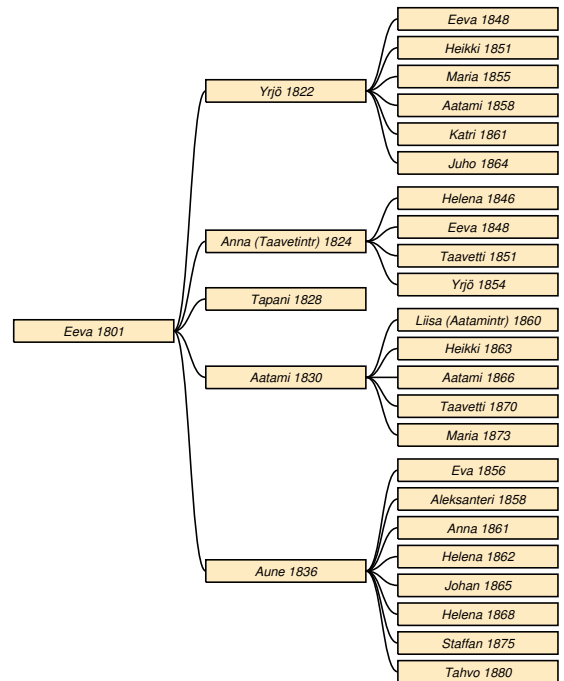 Eeva 1801
Yrjö 1822
Eeva 1848
Heikki 1851
Maria 1855
Aatami 1858
Katri 1861
Juho 1864
Anna (Taavetintr) 1824
Helena 1846
Eeva 1848
Taavetti 1851
Yrjö 1854
Tapani 1828
Aatami 1830
Liisa (Aatamintr) 1860
Heikki 1863
Aatami 1866
Taavetti 1870
Maria 1873
Aune 1836
Eva 1856
Aleksanteri 1858
Anna 1861
Helena 1862
Johan 1865
Helena 1868
Staffan 1875
Tahvo 1880